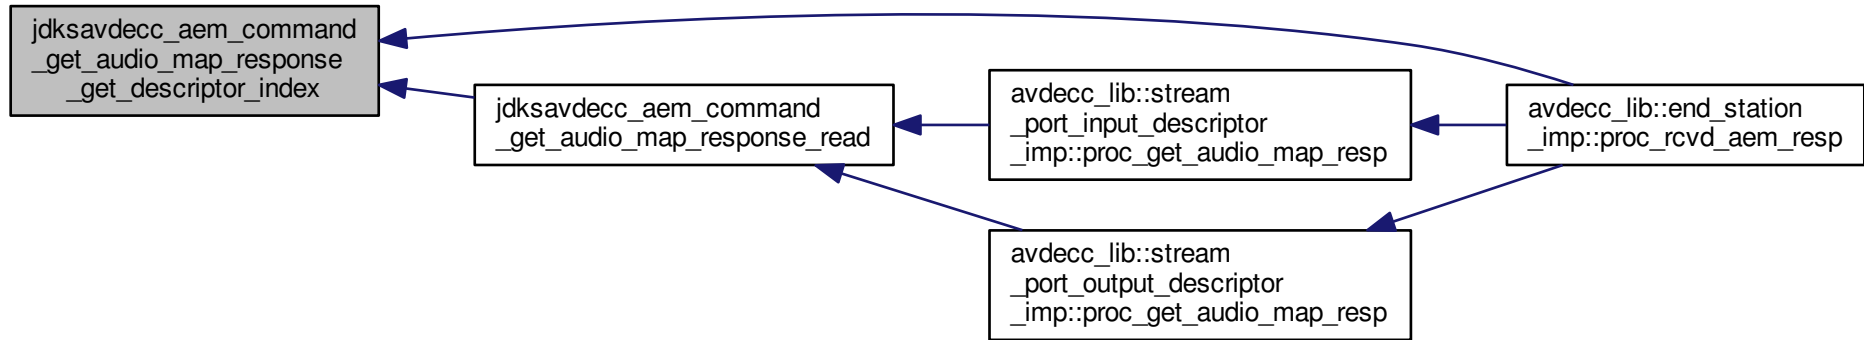 jdksavdecc_aem_command
_get_audio_map_response
_get_descriptor_index
jdksavdecc_aem_command
_get_audio_map_response_read
avdecc_lib::stream
_port_input_descriptor
_imp::proc_get_audio_map_resp
avdecc_lib::end_station
_imp::proc_rcvd_aem_resp
avdecc_lib::stream
_port_output_descriptor
_imp::proc_get_audio_map_resp